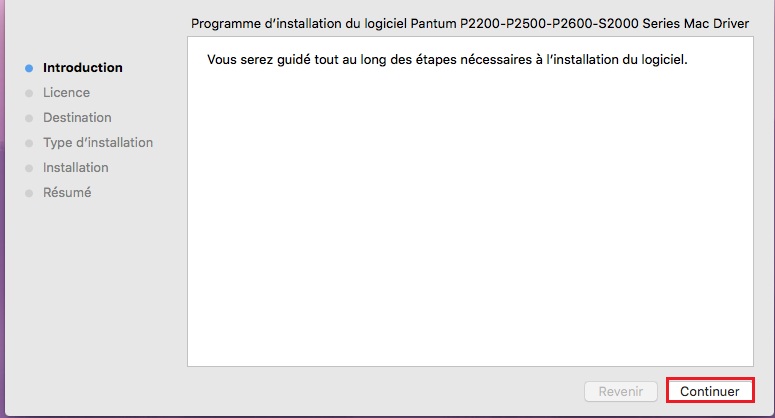 Programme d’installation du logiciel Pantum P2200-P2500-P2600-S2000 Series Mac Driver
Introduction
Licence
Destination
Type d’installation
Installation
Résumé
Vous serez guidé tout au long des étapes nécessaires à l’installation du logiciel.
Revenir
Continuer